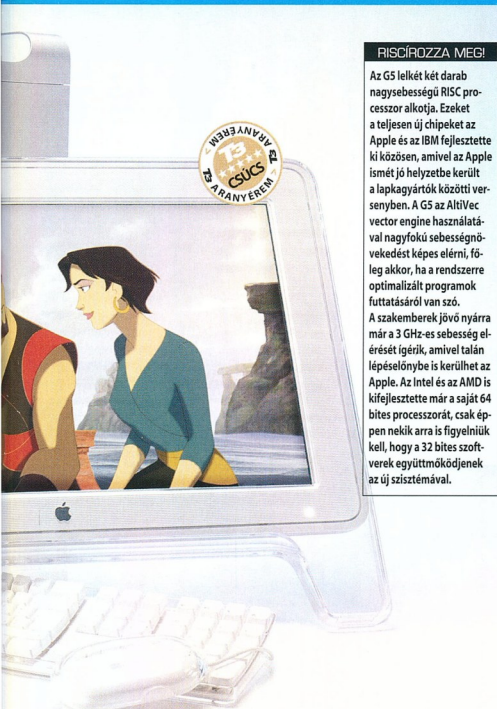 T3 ARANYÉREM >
T3 ARANYÉREM >
T3
CSÚCS
RISCÍROZZA MEG!
Az G5 lelkét két darab
nagysebességű RISC pro-
cesszor alkotja. Ezeket
a teljesen új chipeket az
Apple és az IBM fejlesztette
ki közösen, amivel az Apple
ismét jó helyzetbe került
a lapkagyártók közötti ver-
senyben. A G5 az AltiVec
vector engine használatá-
val nagyfokú sebességnö-
vekedést képes elérni, fő-
leg akkor, ha a rendszerre
optimalizált programok
futtatásáról van szó.
A szakemberek jövő nyárra
már a 3 GHz-es sebesség el-
érését ígérik, amivel talán
lépéselőnybe is kerülhet az
Apple. Az Intel és az AMD is
kifejlesztette már a saját 64
bites processzorát, csak ép-
pen nekik arra is figyelniük
kell, hogy a 32 bites szoft-
verek együttműködjenek
az új szisztémával.